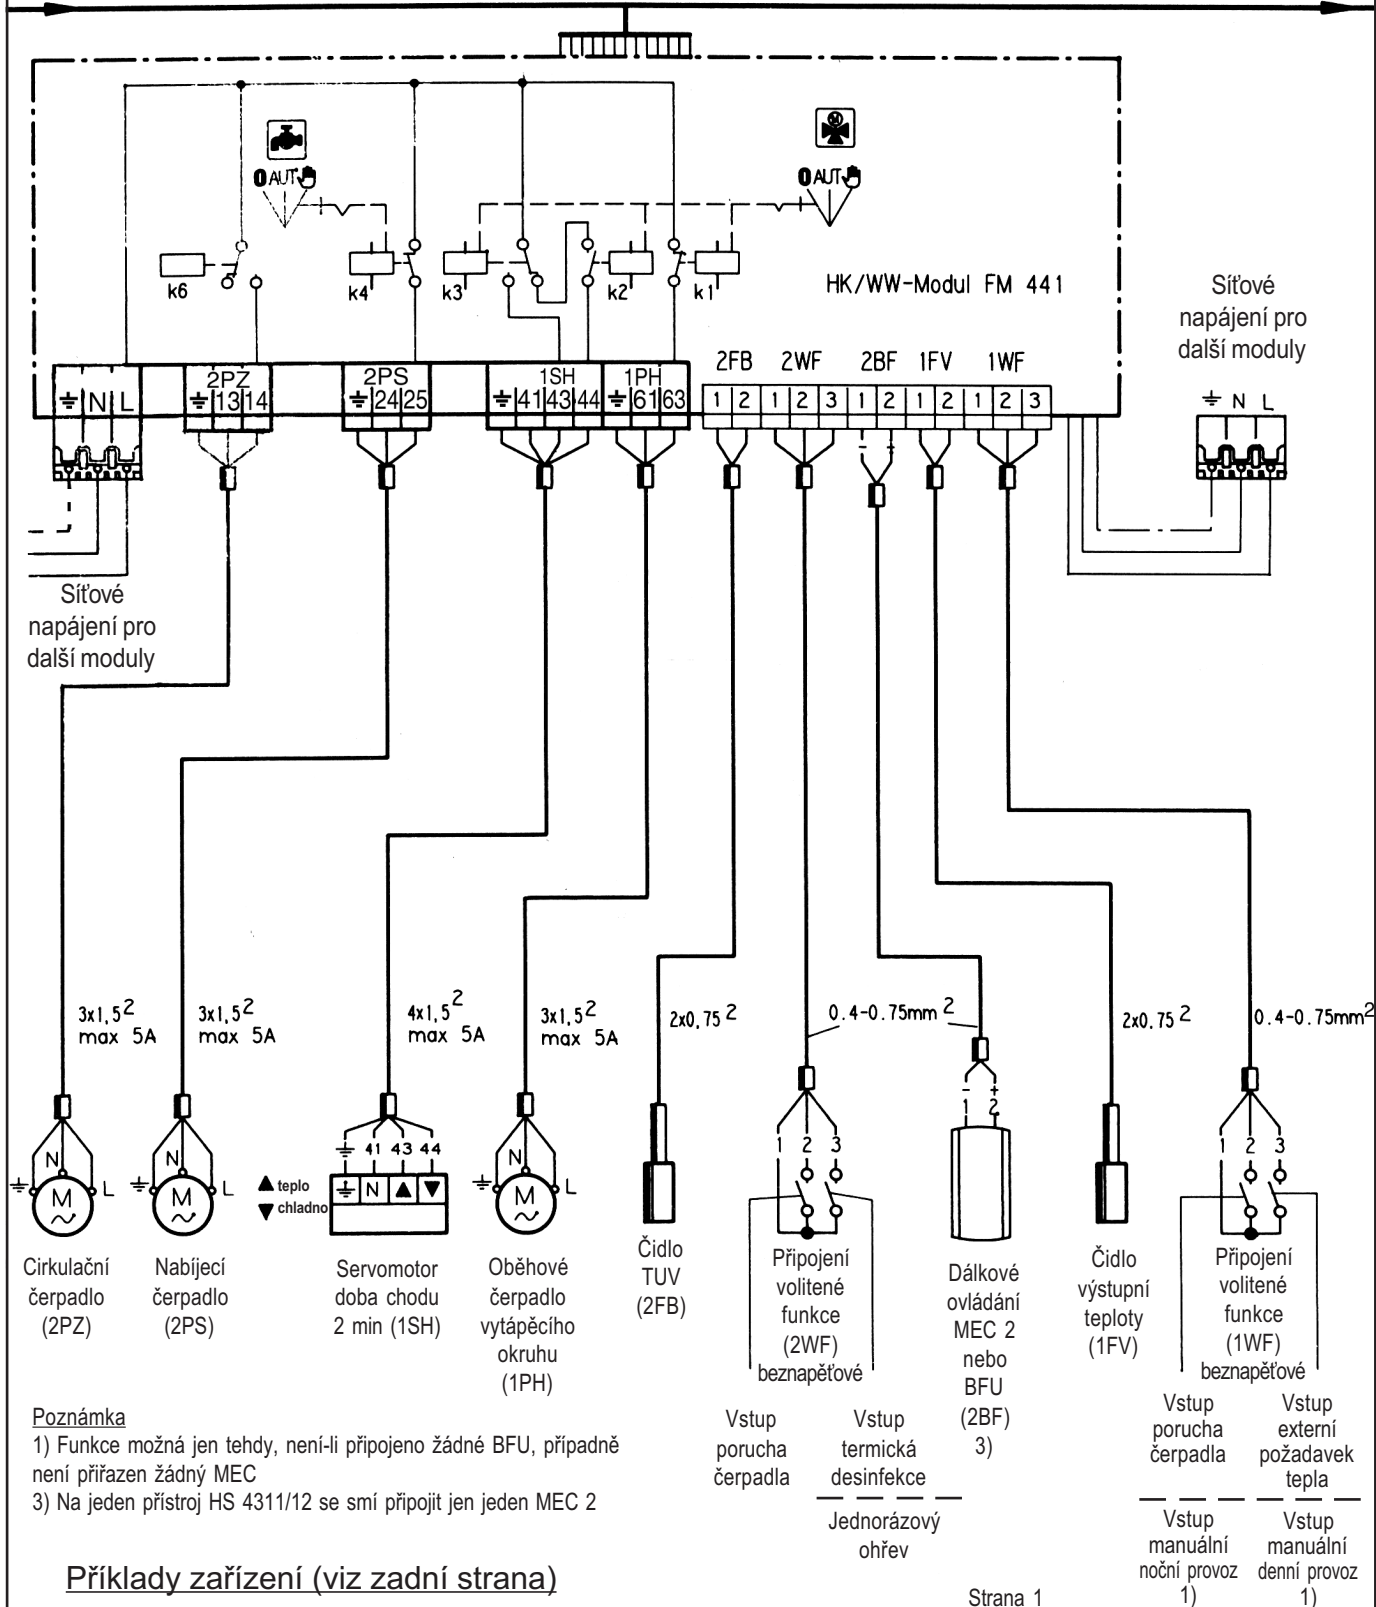 M
0 AUT
0 AUT
k6
k4
k3
k2
k1
HK/WW-Modul FM 441
Síťové
napájení pro
další moduly
N L
2PZ
13 14
2PS
24 25
1SH
41 43 44
1PH
61 63
2FB
1 2
2WF
1 2 3
2BF
1 2
1FV
1 2
1WF
1 2 3
N L
- +
Síťové
napájení pro
další moduly
3x1,5²
max 5A
3x1,5²
max 5A
4x1,5²
max 5A
3x1,5²
max 5A
2x0,75²
0.4-0.75mm²
2x0.75²
0.4-0.75mm²
N
M
L
N
M
L
▲ teplo
▼ chladno
41 43 44
N ▲ ▼
N
M
L
1 2 3
- +
1 2
1 2 3
Cirkulační
čerpadlo
(2PZ)
Nabíjecí
čerpadlo
(2PS)
Servomotor
doba chodu
2 min (1SH)
Oběhové
čerpadlo
vytápěcího
okruhu
(1PH)
Čidlo
TUV
(2FB)
Připojení
volitené
funkce
(2WF)
beznapěťové
Dálkové
ovládání
MEC 2
nebo
BFU
(2BF)
3)
Čidlo
výstupní
teploty
(1FV)
Připojení
volitené
funkce
(1WF)
beznapěťové
Vstup
porucha
čerpadla
Vstup
termická
desinfekce
Jednorázový
ohřev
Vstup
porucha
čerpadla
Vstup
externí
požadavek
tepla
Vstup
manuální
noční provoz
1)
Vstup
manuální
denní provoz
1)
Poznámka
1) Funkce možná jen tehdy, není-li připojeno žádné BFU, případně
není přiřazen žádný MEC
3) Na jeden přístroj HS 4311/12 se smí připojit jen jeden MEC 2
Příklady zařízení (viz zadní strana)
Strana 1